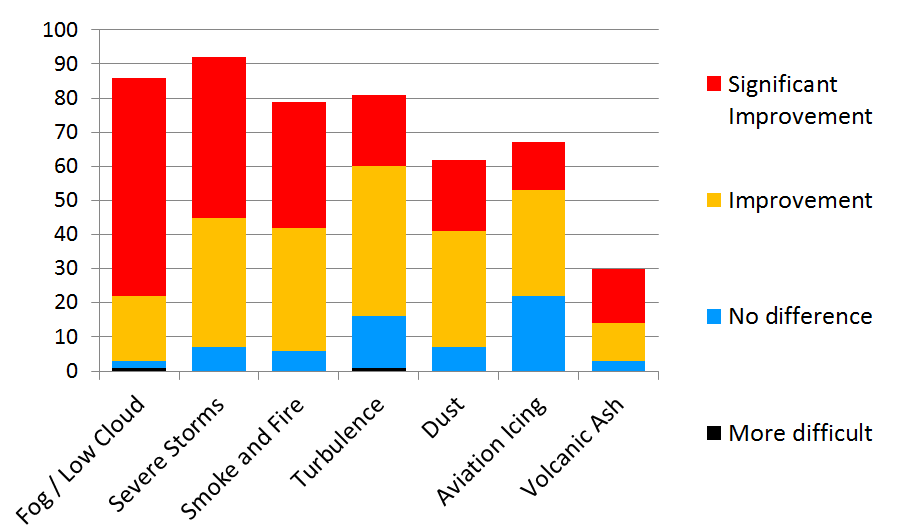 100
90
80
70
60
50
40
30
20
10
0
Fog / Low Cloud
Severe Storms
Smoke and Fire
Turbulence
Dust
Aviation Icing
Volcanic Ash
Significant
Improvement
Improvement
No difference
More difficult